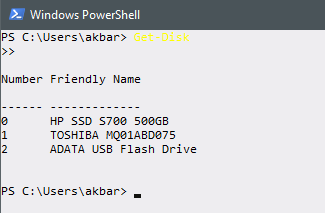 Windows PowerShell
PS C:\Users\akbar> Get-Disk
>>
Number Friendly Name
------ -------------
0 HP SSD S700 500GB
1 TOSHIBA MQ01ABD075
2 ADATA USB Flash Drive
PS C:\Users\akbar>